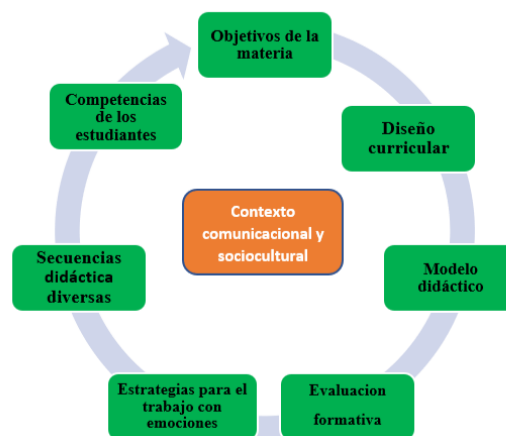 Objetivos de la
materia
Diseño
curricular
Modelo
didáctico
Evaluacion
formativa
Estrategias para el
trabajo con
emociones
Secuencias
didáctica
diversas
Competencias
de los
estudiantes
Contexto
comunicacional y
sociocultural